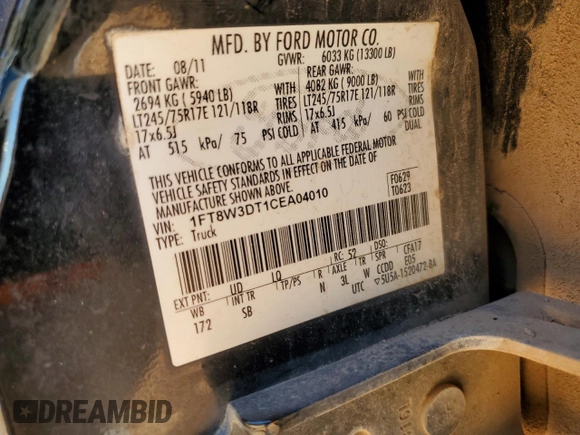 MFD. BY FORD MOTOR CO.
DATE: 08/11
GVWR: 6033 KG (13300 LB)
FRONT GAWR:
REAR GAWR:
2694 KG ( 5940 LB) WITH
4082 KG ( 9000 LB) WITH
LT245/75R17E 121/118R TIRES
LT245/75R17E 121/118R TIRES
17x6.5J RIMS
17x6.5J RIMS
AT 515 kPa/ 75 PSI COLD
AT 415 kPa/ 60 PSI COLD
DUAL
THIS VEHICLE CONFORMS TO ALL APPLICABLE FEDERAL MOTOR
VEHICLE SAFETY STANDARDS IN EFFECT ON THE DATE OF
MANUFACTURE SHOWN ABOVE.
F0629
T0623
VIN: 1FT8W3DT1CEA04010
TYPE: Truck
RC: 52 DSO:
EXT PNT: UD LQ
R AXLE TR SPR CFA17
WB INT TR TP/PS
N 3L W CCDD E05
172 SB
UTC 5U5A-1520472-BA
DREAMBID